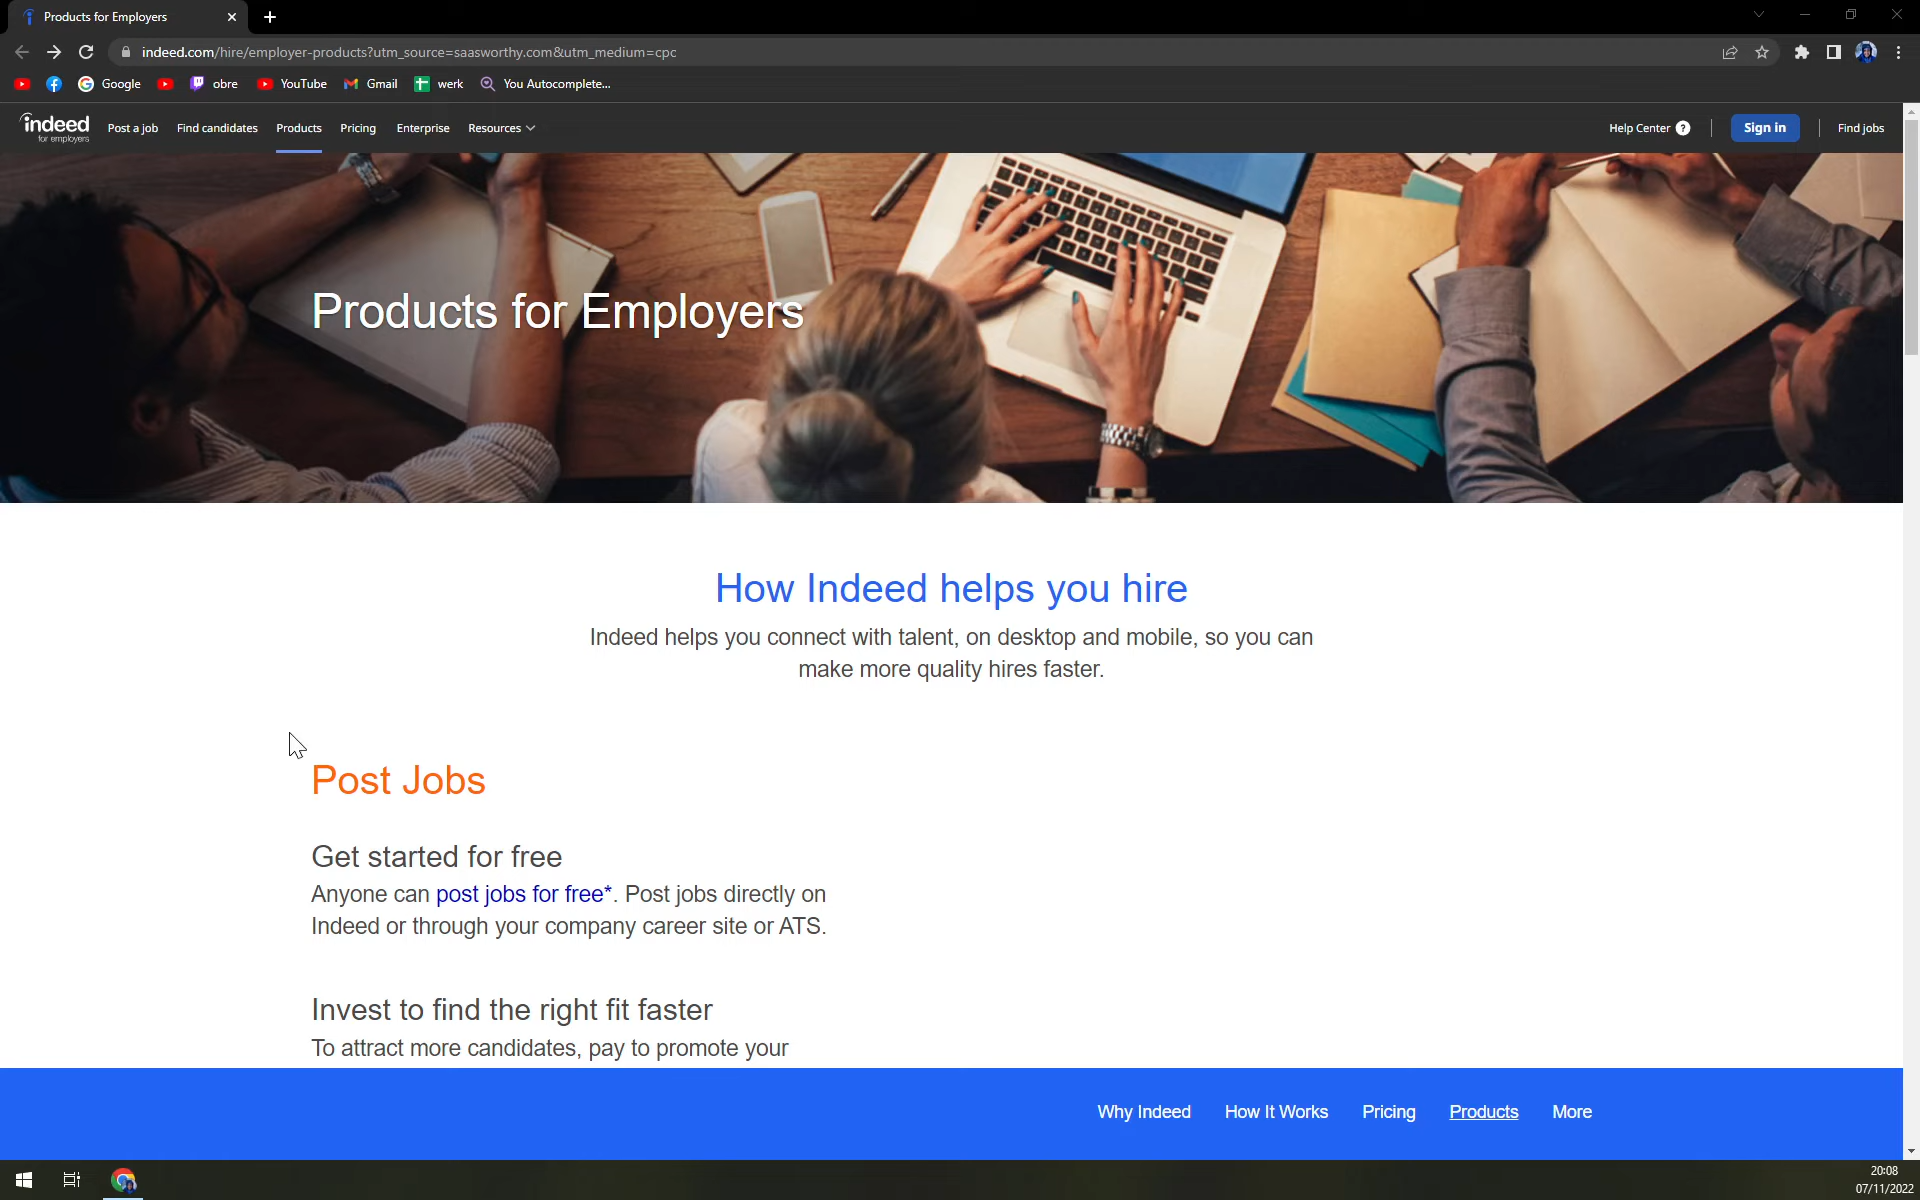 Products for Employers
indeed.com/hire/employer-products?utm_source=saasworthy.com&utm_medium=cpc
Google
obre
YouTube
Gmail
werk
You Autocomplete...
indeed
for employers
Post a job
Find candidates
Products
Pricing
Enterprise
Resources
Help Center ?
Sign in
Find jobs
Products for Employers
How Indeed helps you hire
Indeed helps you connect with talent, on desktop and mobile, so you can
make more quality hires faster.
Post Jobs
Get started for free
Anyone can post jobs for free*. Post jobs directly on
Indeed or through your company career site or ATS.
Invest to find the right fit faster
To attract more candidates, pay to promote your
Why Indeed
How It Works
Pricing
Products
More
20:08
07/11/2022